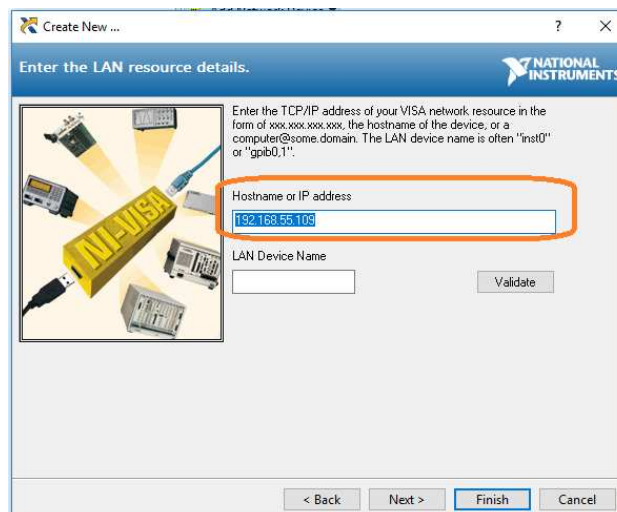 Create New ...
Enter the LAN resource details.
NATIONAL
INSTRUMENTS
Enter the TCP/IP address of your VISA network resource in the
form of xxx.xxx.xxx.xxx, the hostname of the device, or a
computer@some.domain. The LAN device name is often "inst0"
or "gpib0,1".
NI-VISA
Hostname or IP address
192.168.55.109
LAN Device Name
Validate
< Back
Next >
Finish
Cancel